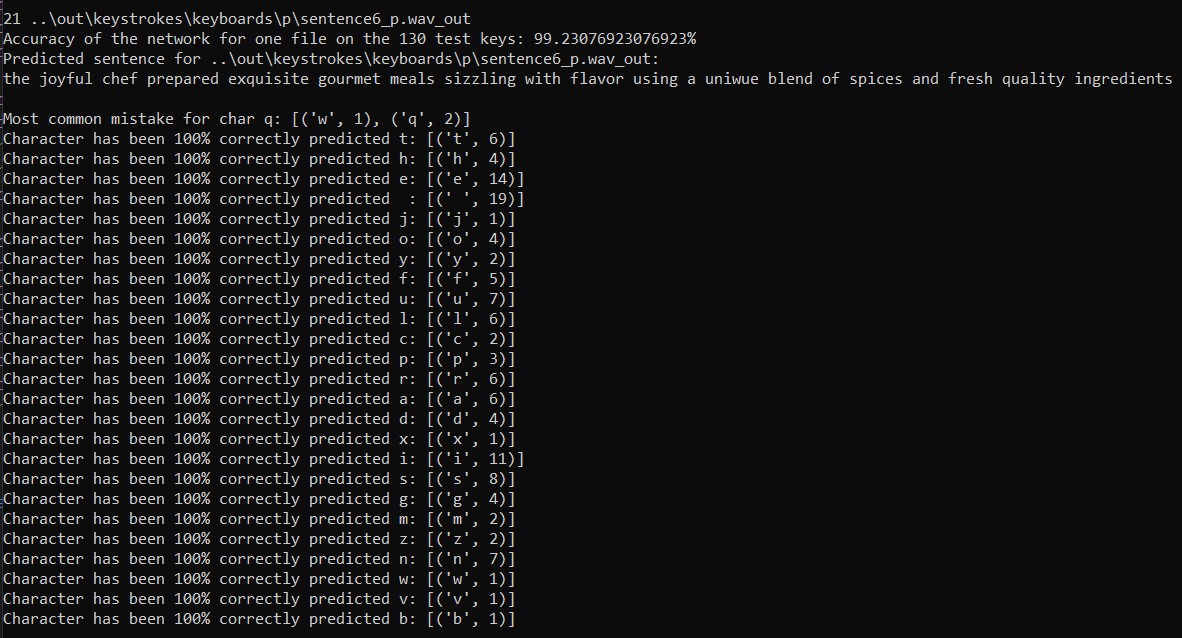 21 ..\out\keystrokes\keyboards\p\sentence6_p.wav_out
Accuracy of the network for one file on the 130 test keys: 99.23076923076923%
Predicted sentence for ..\out\keystrokes\keyboards\p\sentence6_p.wav_out:
the joyful chef prepared exquisite gourmet meals sizzling with flavor using a uniwue blend of spices and fresh quality ingredients
Most common mistake for char q: [('w', 1), ('q', 2)]
Character has been 100% correctly predicted t: [('t', 6)]
Character has been 100% correctly predicted h: [('h', 4)]
Character has been 100% correctly predicted e: [('e', 14)]
Character has been 100% correctly predicted  : [(' ', 19)]
Character has been 100% correctly predicted j: [('j', 1)]
Character has been 100% correctly predicted o: [('o', 4)]
Character has been 100% correctly predicted y: [('y', 2)]
Character has been 100% correctly predicted f: [('f', 5)]
Character has been 100% correctly predicted u: [('u', 7)]
Character has been 100% correctly predicted l: [('l', 6)]
Character has been 100% correctly predicted c: [('c', 2)]
Character has been 100% correctly predicted p: [('p', 3)]
Character has been 100% correctly predicted r: [('r', 6)]
Character has been 100% correctly predicted a: [('a', 6)]
Character has been 100% correctly predicted d: [('d', 4)]
Character has been 100% correctly predicted x: [('x', 1)]
Character has been 100% correctly predicted i: [('i', 11)]
Character has been 100% correctly predicted s: [('s', 8)]
Character has been 100% correctly predicted g: [('g', 4)]
Character has been 100% correctly predicted m: [('m', 2)]
Character has been 100% correctly predicted z: [('z', 2)]
Character has been 100% correctly predicted n: [('n', 7)]
Character has been 100% correctly predicted w: [('w', 1)]
Character has been 100% correctly predicted v: [('v', 1)]
Character has been 100% correctly predicted b: [('b', 1)]